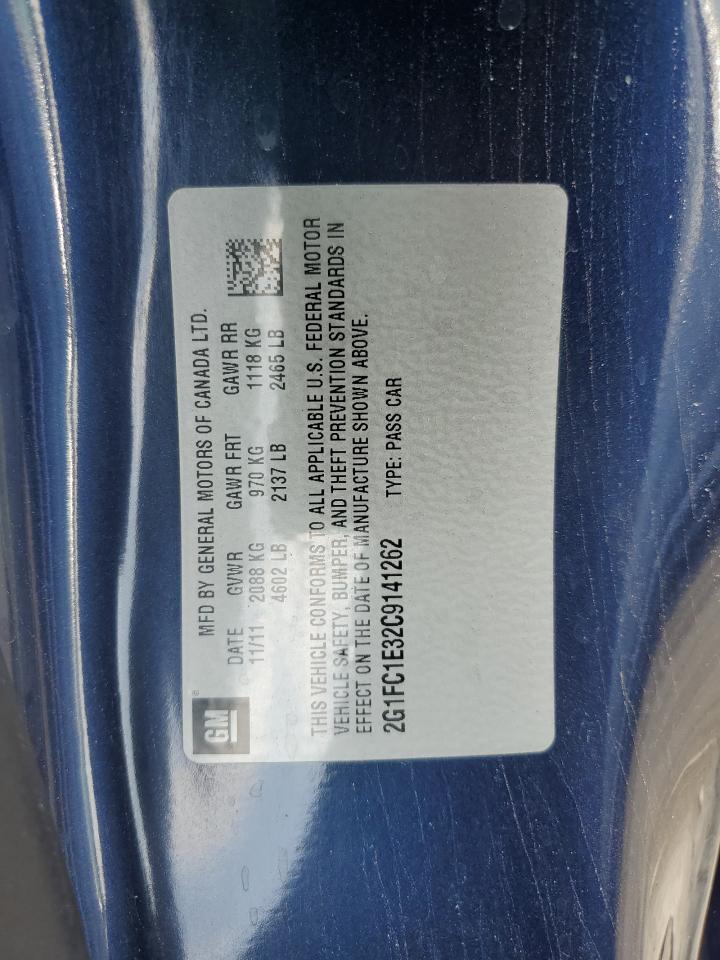 GM®
MFD BY GENERAL MOTORS OF CANADA LTD.
DATE GVWR GAWR FRT GAWR RR
11/11 2088 KG 970 KG 1118 KG
4602 LB 2137 LB 2465 LB
THIS VEHICLE CONFORMS TO ALL APPLICABLE U.S. FEDERAL MOTOR
VEHICLE SAFETY, BUMPER, AND THEFT PREVENTION STANDARDS IN
EFFECT ON THE DATE OF MANUFACTURE SHOWN ABOVE.
2G1FC1E32C9141262 TYPE: PASS CAR